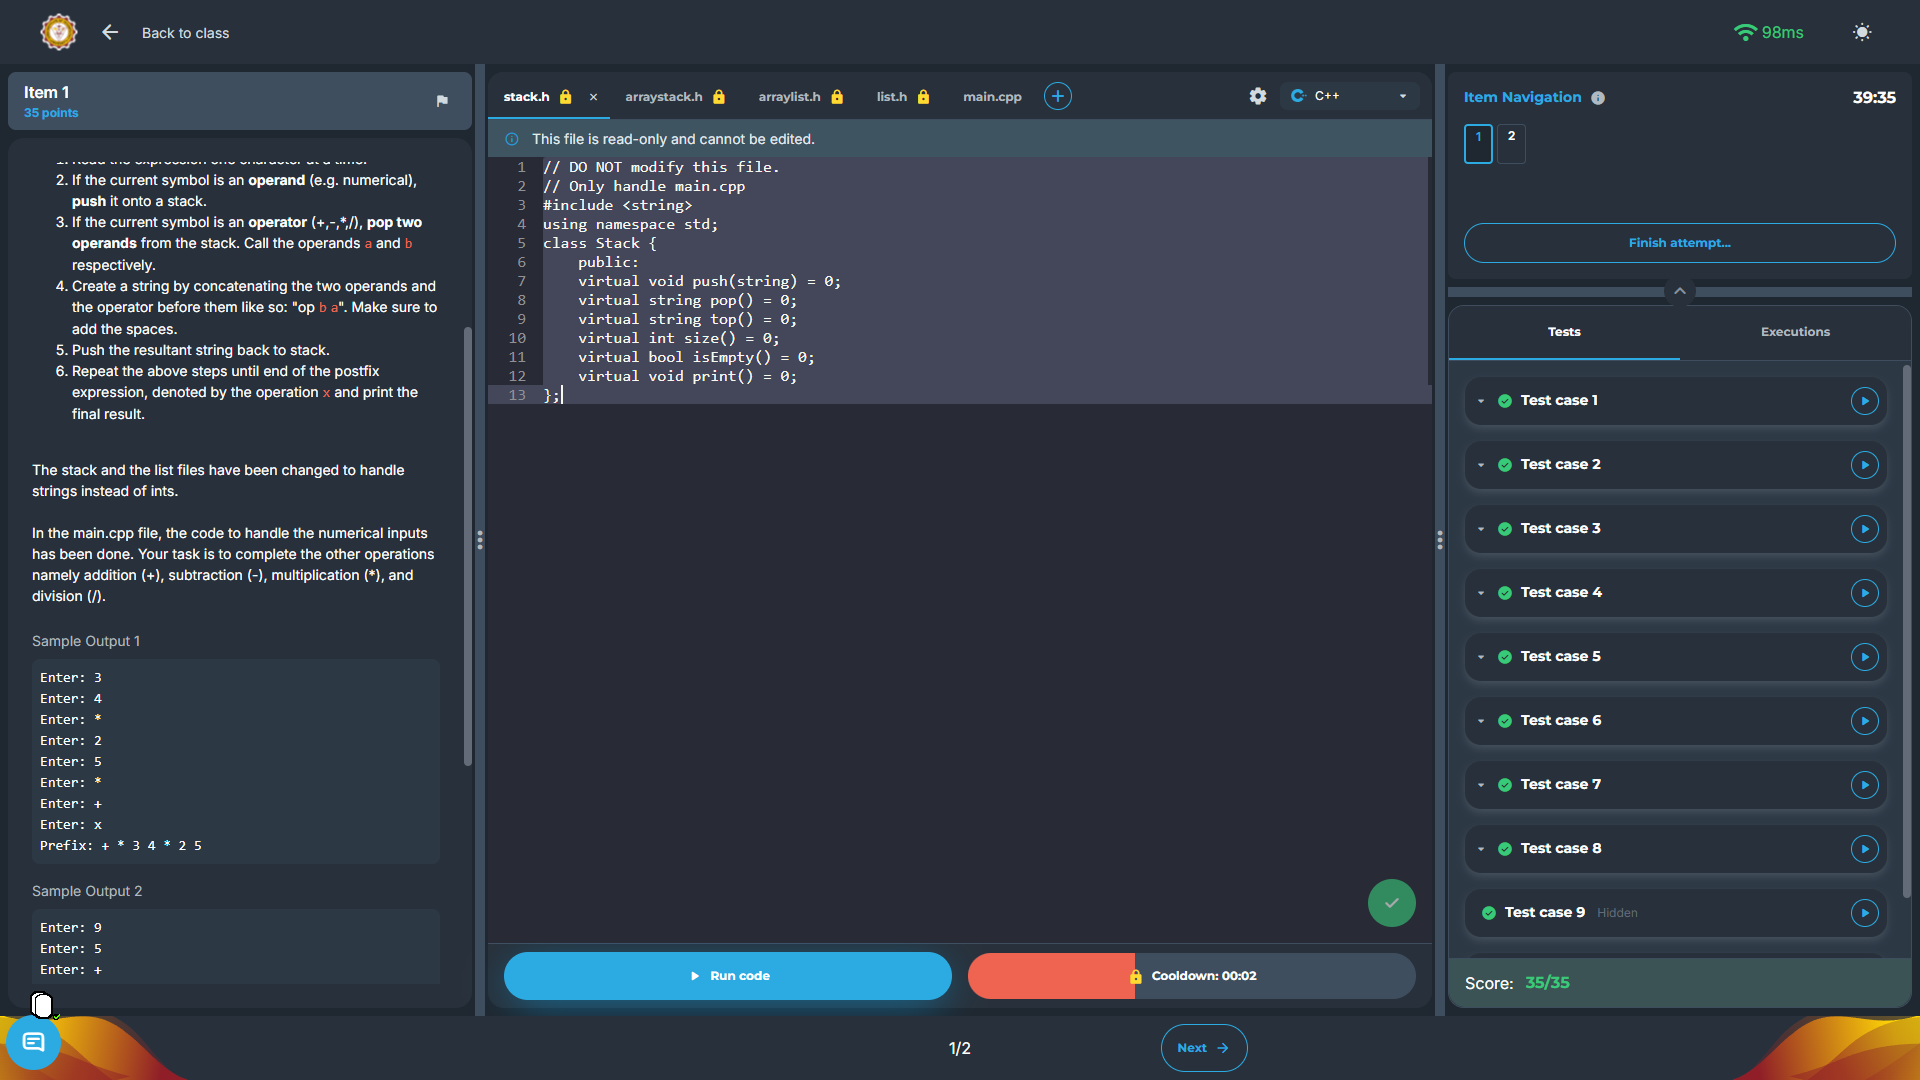 Back to class
98ms
Item 1
35 points
1. Read the expression one character at a time.
2. If the current symbol is an operand (e.g. numerical),
push it onto a stack.
3. If the current symbol is an operator (+,-,*,/), pop two
operands from the stack. Call the operands a and b
respectively.
4. Create a string by concatenating the two operands and
the operator before them like so: "op b a". Make sure to
add the spaces.
5. Push the resultant string back to stack.
6. Repeat the above steps until end of the postfix
expression, denoted by the operation x and print the
final result.
The stack and the list files have been changed to handle
strings instead of ints.
In the main.cpp file, the code to handle the numerical inputs
has been done. Your task is to complete the other operations
namely addition (+), subtraction (-), multiplication (*), and
division (/).
Sample Output 1
Enter: 3
Enter: 4
Enter: *
Enter: 2
Enter: 5
Enter: *
Enter: +
Enter: x
Prefix: + * 3 4 * 2 5
Sample Output 2
Enter: 9
Enter: 5
Enter: +
stack.h
arraystack.h
arraylist.h
list.h
main.cpp
C++
This file is read-only and cannot be edited.
1 // DO NOT modify this file.
2 // Only handle main.cpp
3 #include <string>
4 using namespace std;
5 class Stack {
6 public:
7 virtual void push(string) = 0;
8 virtual string pop() = 0;
9 virtual string top() = 0;
10 virtual int size() = 0;
11 virtual bool isEmpty() = 0;
12 virtual void print() = 0;
13 };
Run code
Cooldown: 00:02
Item Navigation
39:35
1 2
Finish attempt...
Tests
Executions
Test case 1
Test case 2
Test case 3
Test case 4
Test case 5
Test case 6
Test case 7
Test case 8
Test case 9 Hidden
Score: 35/35
1/2
Next